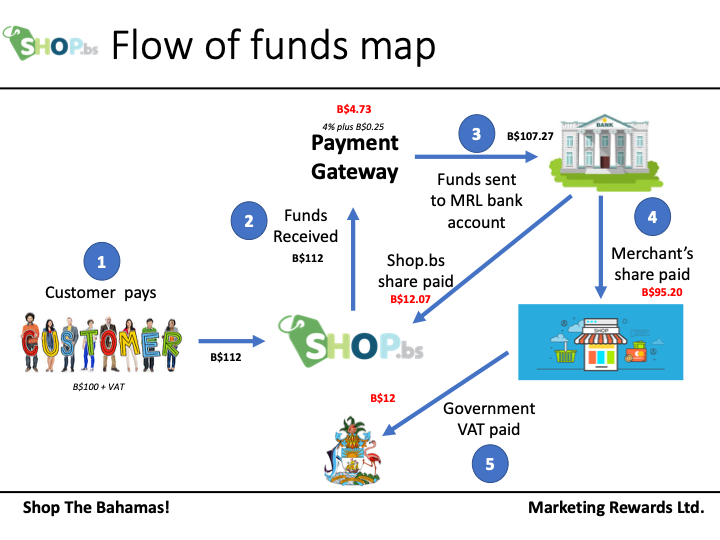 SHOP.bs
Flow of funds map
B$4.73
4% plus B$0.25
Payment
Gateway
3
B$107.27
BANK
Funds sent
to MRL bank
account
2
Funds
Received
B$112
4
Merchant’s
share paid
B$95.20
1
Customer pays
Shop.bs
share paid
B$12.07
CUSTOMER
B$100 + VAT
B$112
SHOP.bs
SHOP
B$12
Government
VAT paid
5
Shop The Bahamas!
Marketing Rewards Ltd.